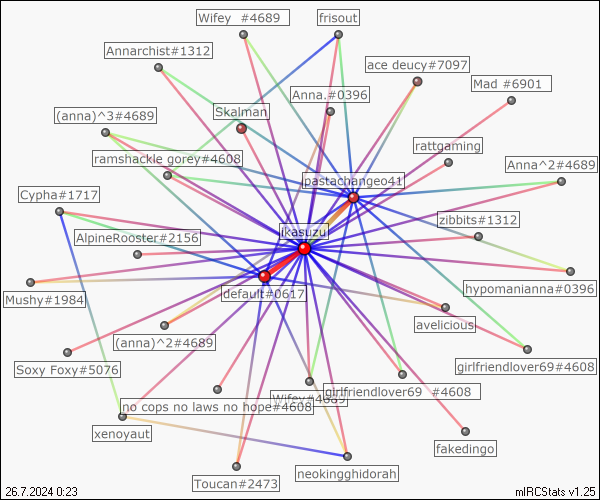 Wifey #4689
frisout
Annarchist#1312
ace deucy#7097
Mad #6901
Anna.#0396
Skalman
(anna)^3#4689
rattgaming
ramshackle gorey#4608
Anna^2#4689
pastachangeo41
Cypha#1717
zibbits#1312
ikasuzu
AlpineRooster#2156
hypomanianna#0396
default#0617
Mushy#1984
avelicious
(anna)^2#4689
girlfriendlover69#4608
Soxy Foxy#5076
girlfriendlover69 #4608
Wifey#4689
no cops no laws no hope#4608
xenoyaut
fakedingo
neokingghidorah
Toucan#2473
26.7.2024 0:23
mIRCStats v1.25